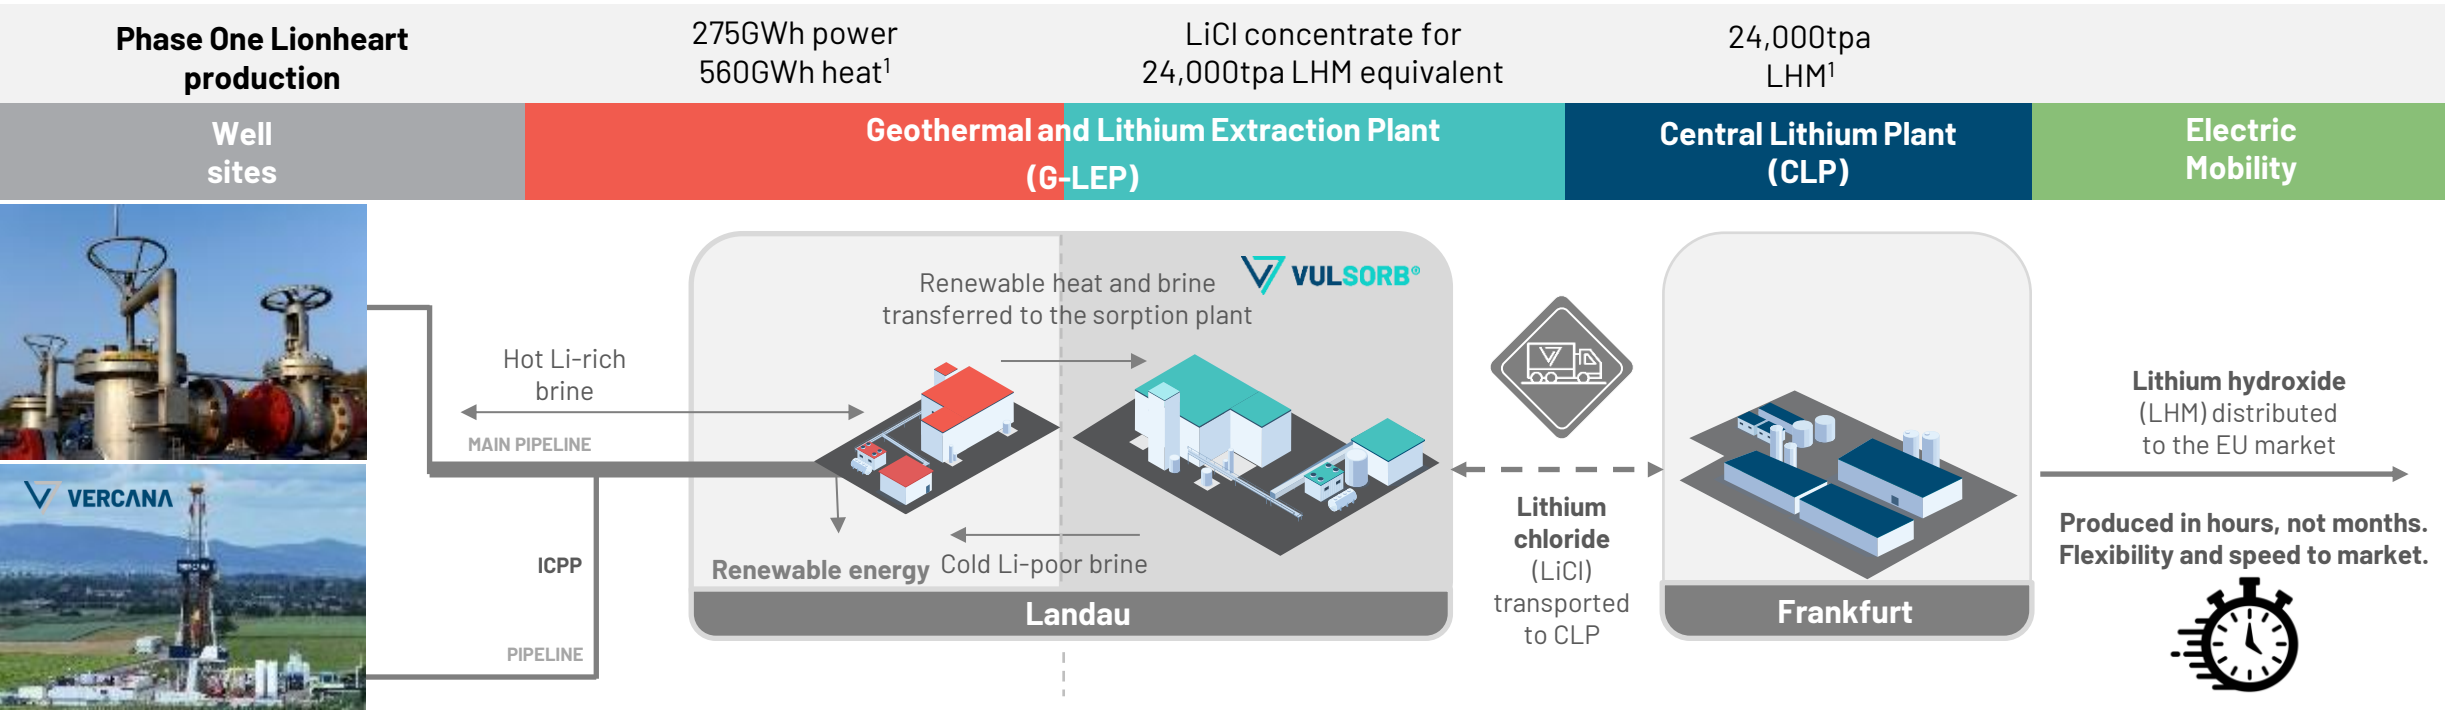 Phase One Lionheart
production
275GWh power
560GWh heat¹
LiCl concentrate for
24,000tpa LHM equivalent
24,000tpa
LHM¹
Well
sites
Geothermal and Lithium Extraction Plant
(G-LEP)
Central Lithium Plant
(CLP)
Electric
Mobility
VERCANA
Hot Li-rich
brine
MAIN PIPELINE
ICPP
PIPELINE
Renewable heat and brine
transferred to the sorption plant
VULSORB®
Renewable energy
Cold Li-poor brine
Landau
Lithium
chloride
(LiCl)
transported
to CLP
Frankfurt
Lithium hydroxide
(LHM) distributed
to the EU market
Produced in hours, not months.
Flexibility and speed to market.